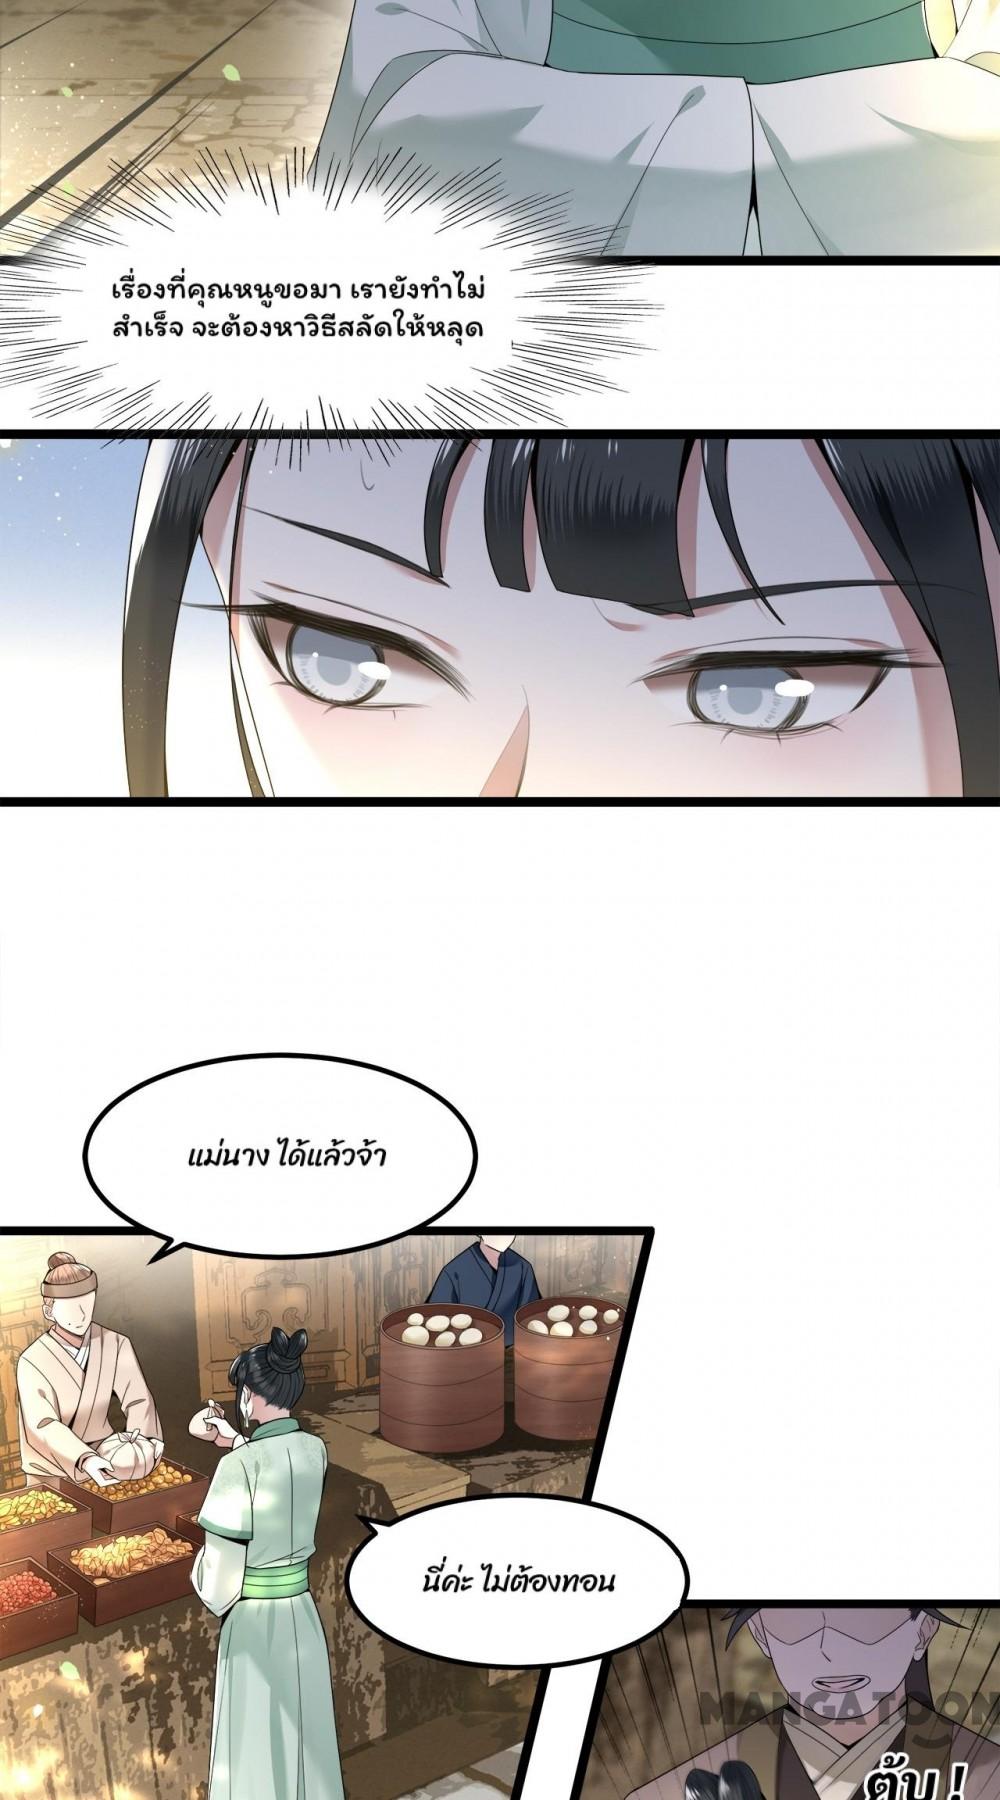 เรื่องที่คุณหนูขอมา เรายังทำไม่
สำเร็จ จะต้องหาวิธีสลัดให้หลุด
แม่นาง ได้แล้วจ้า
นี่ค่ะ ไม่ต้องทอน
MANGATOON
ตุ้บ !